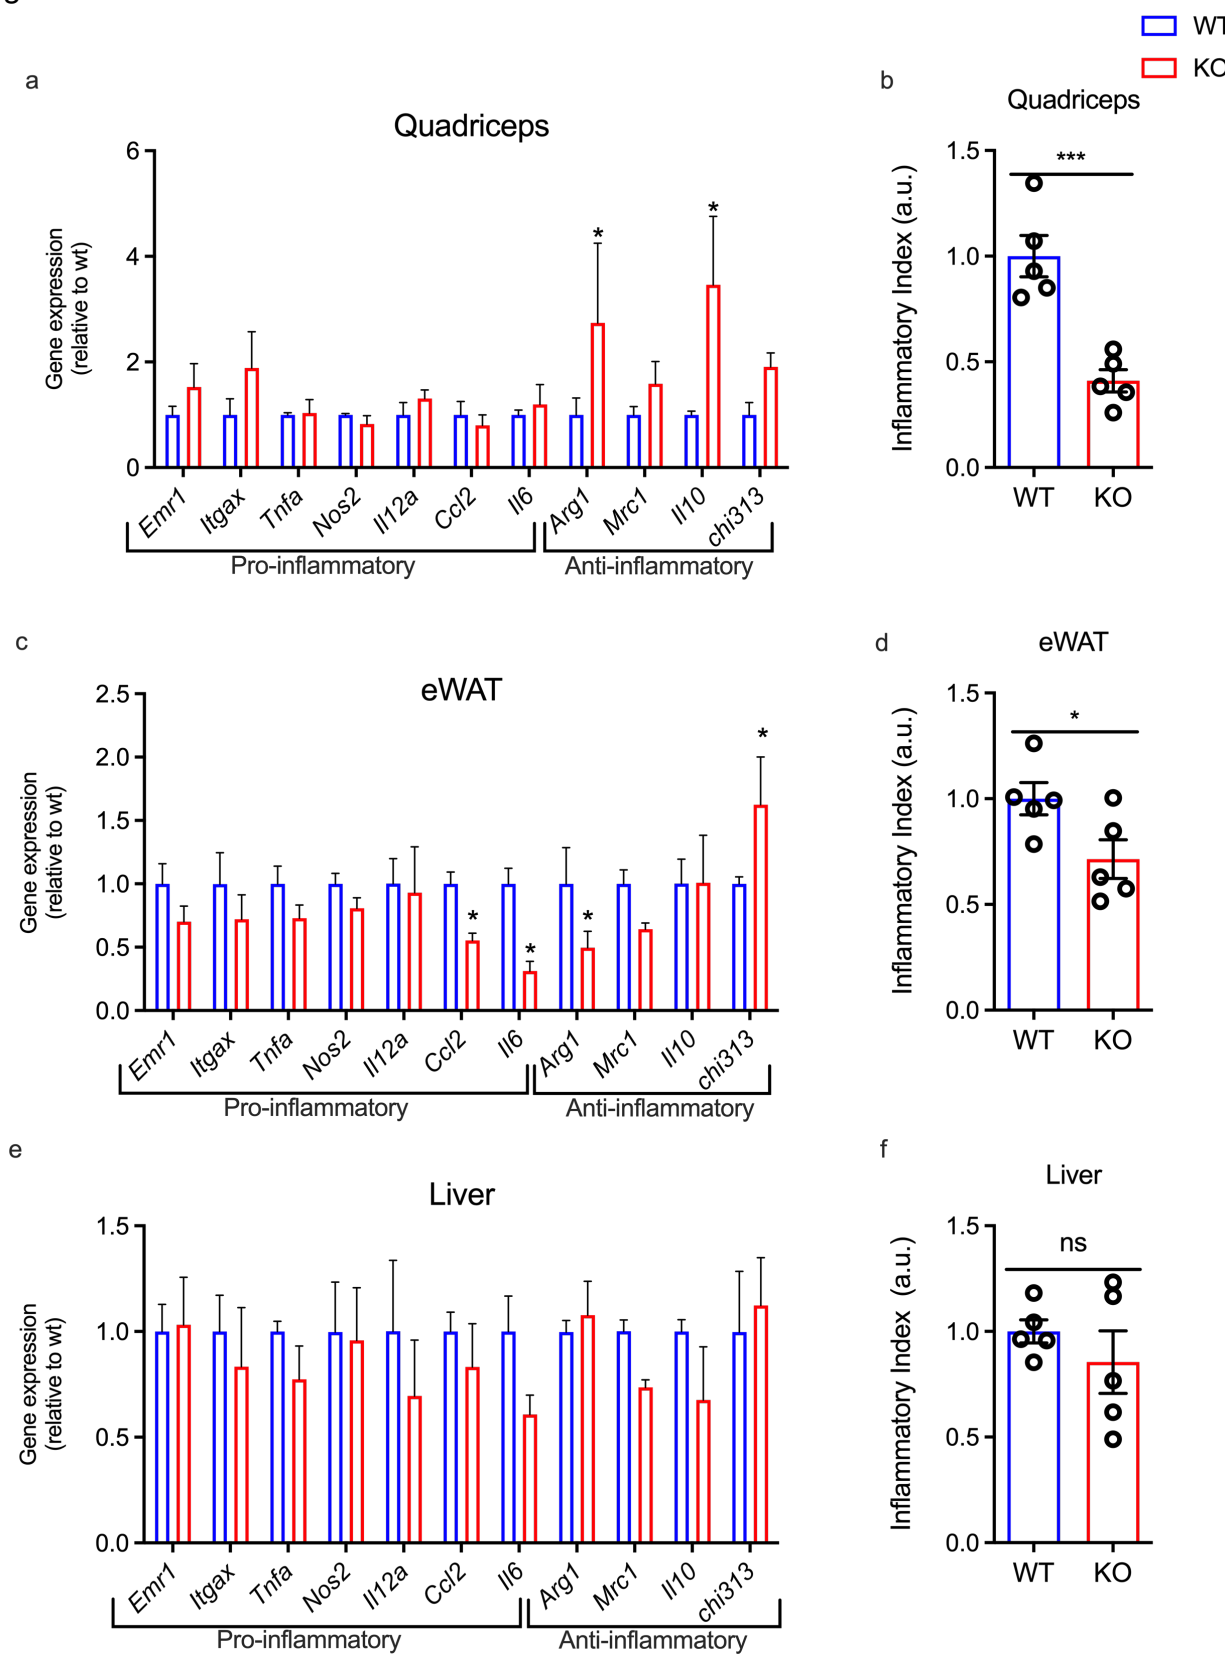 WT
KO
a
Quadriceps
6
4
2
0
Gene expression
(relative to wt)
*
*
Emr1 Itgax Tnfa Nos2 Il12a Ccl2 Il6 Arg1 Mrc1 Il10 chi313
Pro-inflammatory Anti-inflammatory
b
Quadriceps
1.5
1.0
0.5
0.0
Inflammatory Index (a.u.)
***
WT KO
c
eWAT
2.5
2.0
1.5
1.0
0.5
0.0
Gene expression
(relative to wt)
*
*
*
*
Emr1 Itgax Tnfa Nos2 Il12a Ccl2 Il6 Arg1 Mrc1 Il10 chi313
Pro-inflammatory Anti-inflammatory
d
eWAT
1.5
1.0
0.5
0.0
Inflammatory Index (a.u.)
*
WT KO
e
Liver
1.5
1.0
0.5
0.0
Gene expression
(relative to wt)
Emr1 Itgax Tnfa Nos2 Il12a Ccl2 Il6 Arg1 Mrc1 Il10 chi313
Pro-inflammatory Anti-inflammatory
f
Liver
1.5
1.0
0.5
0.0
Inflammatory Index (a.u.)
ns
WT KO